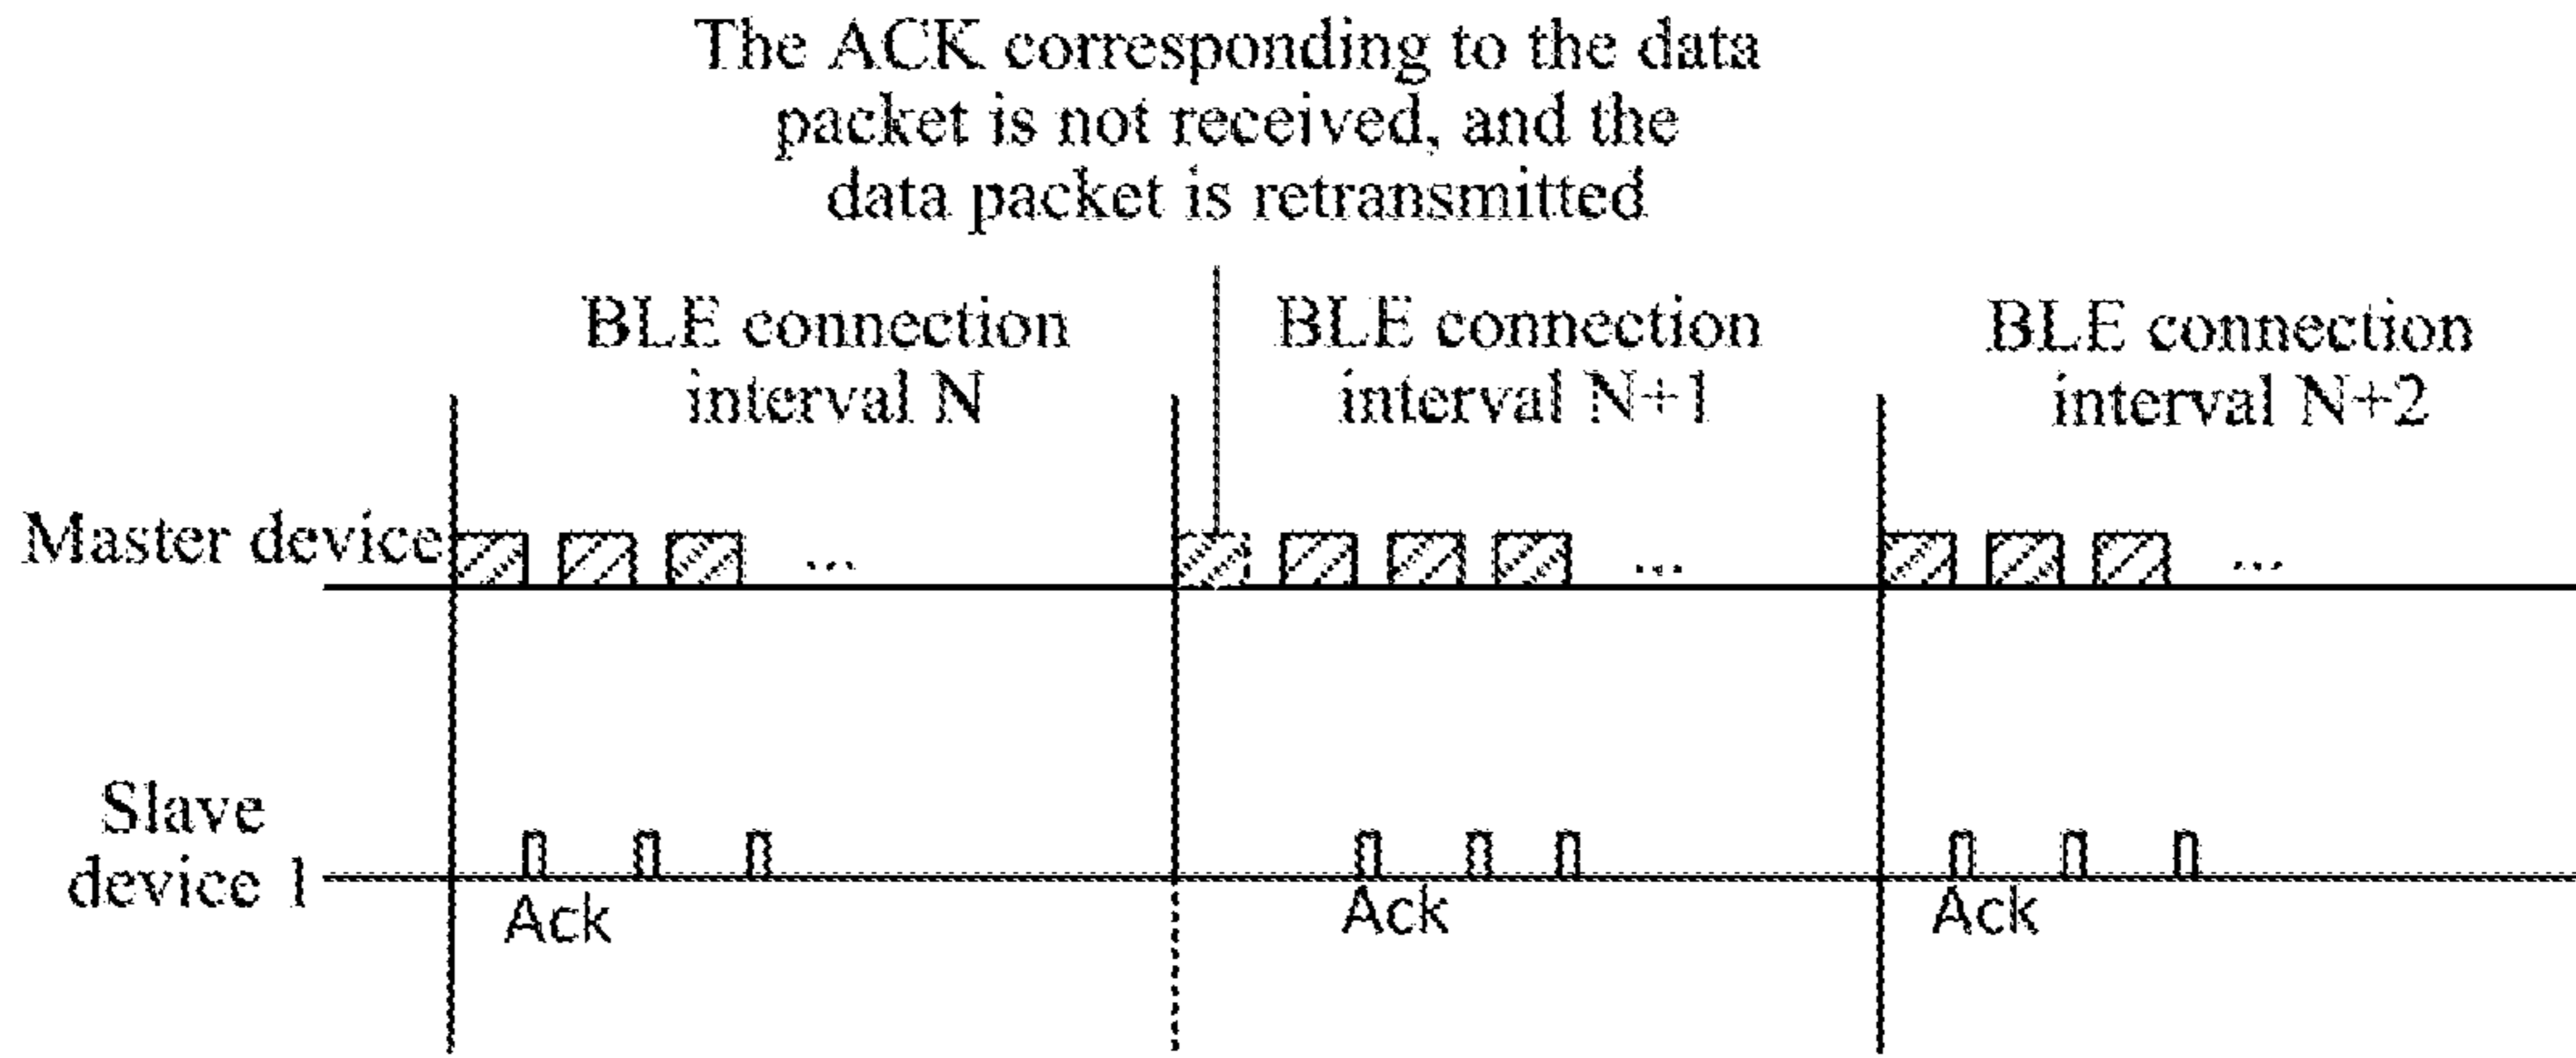 The ACK corresponding to the data
packet is not received, and the
data packet is retransmitted
BLE connection
interval N
BLE connection
interval N+1
BLE connection
interval N+2
Master device
...
...
...
Slave
device 1
Ack
Ack
Ack